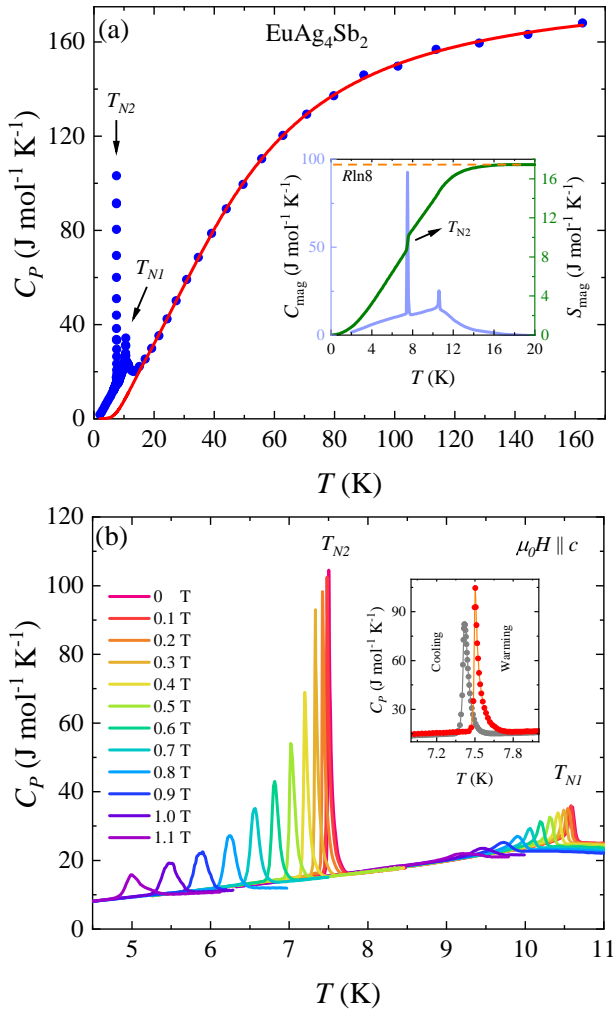 (a)
EuAg4Sb2
TN2
TN1
CP (J mol-1 K-1)
160
120
80
40
0
0 20 40 60 80 100 120 140 160
T (K)
Rln8
TN2
Cmag (J mol-1 K-1)
100
50
0
Smag (J mol-1 K-1)
16
12
8
4
0
0 4 8 12 16 20
T (K)
(b)
TN2
μ0H || c
CP (J mol-1 K-1)
120
100
80
60
40
20
0
0 T
0.1 T
0.2 T
0.3 T
0.4 T
0.5 T
0.6 T
0.7 T
0.8 T
0.9 T
1.0 T
1.1 T
CP (J mol-1 K-1)
90
60
30
Cooling
Warming
7.2 7.5 7.8
T (K)
TN1
5 6 7 8 9 10 11
T (K)